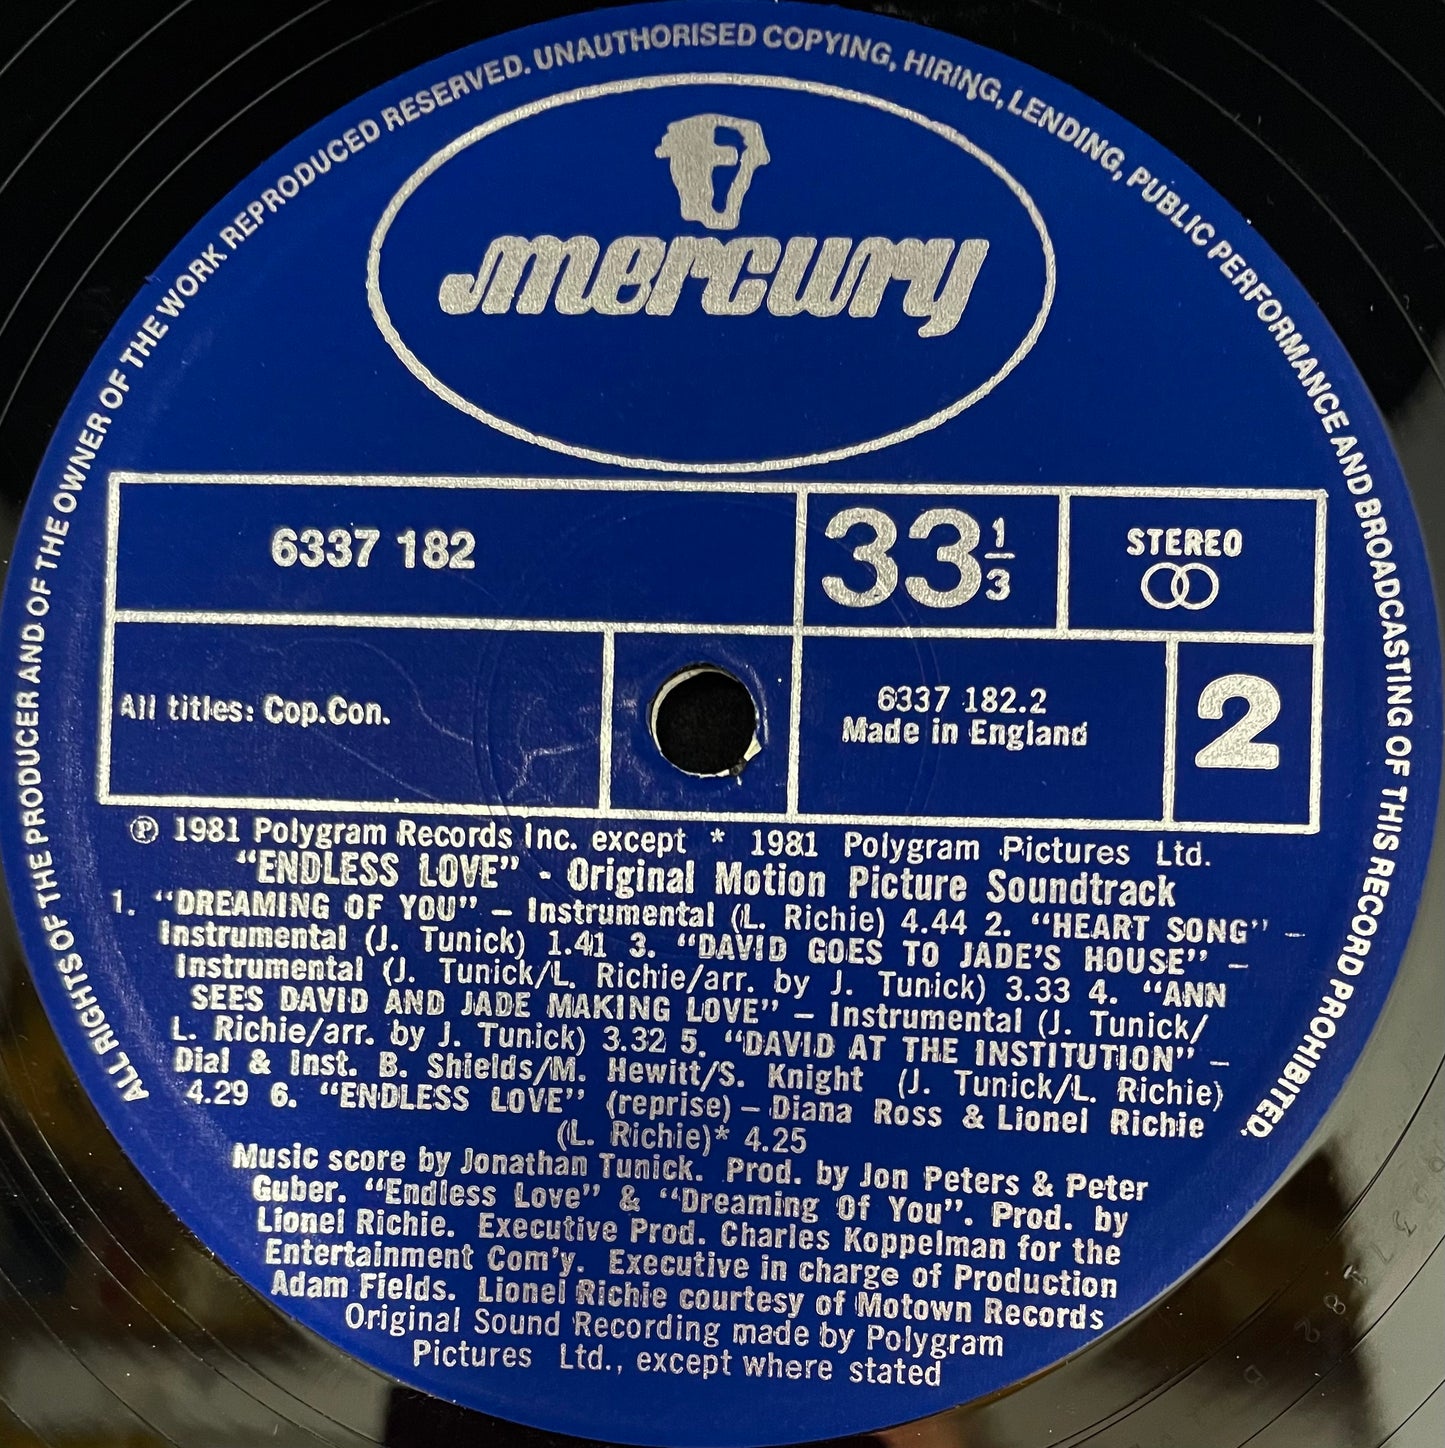 ALL RIGHTS OF THE PRODUCER AND OF THE OWNER OF THE WORK REPRODUCED RESERVED. UNAUTHORISED COPYING, HIRING, LENDING, PUBLIC PERFORMANCE AND BROADCASTING OF THIS RECORD PROHIBITED.
mercury
6337 182
33 1/3
STEREO
All titles: Cop.Con.
6337 182.2
Made in England
2
℗ 1981 Polygram Records Inc. except * 1981 Polygram Pictures Ltd.
“ENDLESS LOVE” - Original Motion Picture Soundtrack
1. “DREAMING OF YOU” – Instrumental (L. Richie) 4.44 2. “HEART SONG” –
Instrumental (J. Tunick) 1.41 3. “DAVID GOES TO JADE’S HOUSE” –
Instrumental (J. Tunick/L. Richie/arr. by J. Tunick) 3.33 4. “ANN
SEES DAVID AND JADE MAKING LOVE” – Instrumental (J. Tunick/
L. Richie/arr. by J. Tunick) 3.32 5. “DAVID AT THE INSTITUTION” –
Dial & Inst. B. Shields/M. Hewitt/S. Knight (J. Tunick/L. Richie)
4.29 6. “ENDLESS LOVE” (reprise) – Diana Ross & Lionel Richie
(L. Richie)* 4.25
Music score by Jonathan Tunick. Prod. by Jon Peters & Peter
Guber. “Endless Love” & “Dreaming Of You”. Prod. by
Lionel Richie. Executive Prod. Charles Koppelman for the
Entertainment Com’y. Executive in charge of Production
Adam Fields. Lionel Richie courtesy of Motown Records
Original Sound Recording made by Polygram
Pictures Ltd., except where stated